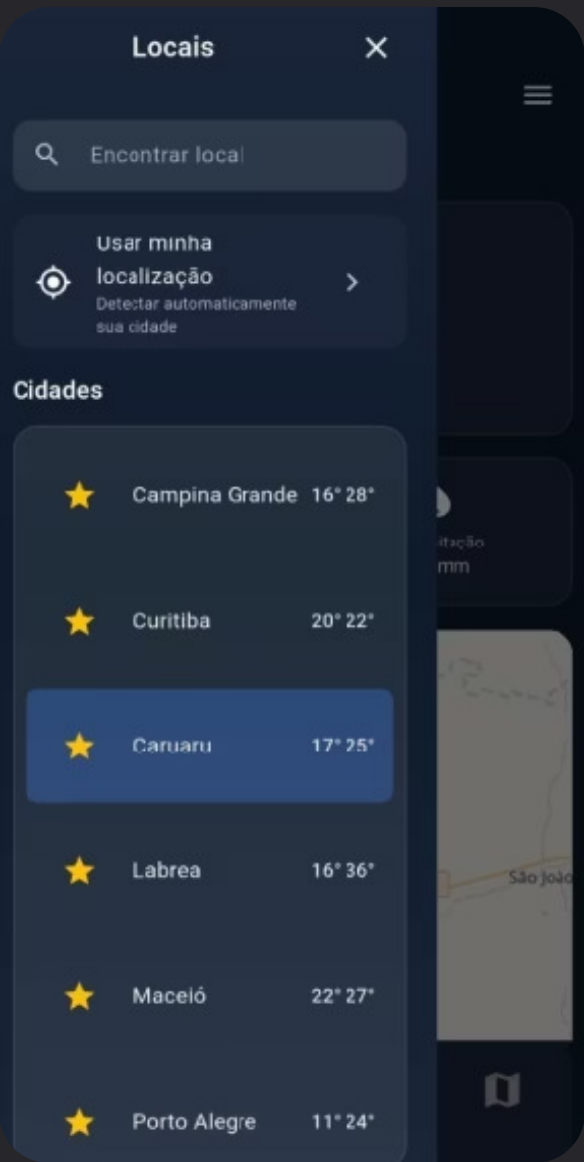 Locais
Encontrar local
Usar minha
localização
Detectar automaticamente
sua cidade
Cidades
Campina Grande 16° 28°
Curitiba 20° 22°
Caruaru 17° 25°
Labrea 16° 36°
Maceió 22° 27°
Porto Alegre 11° 24°
itação
mm
São João